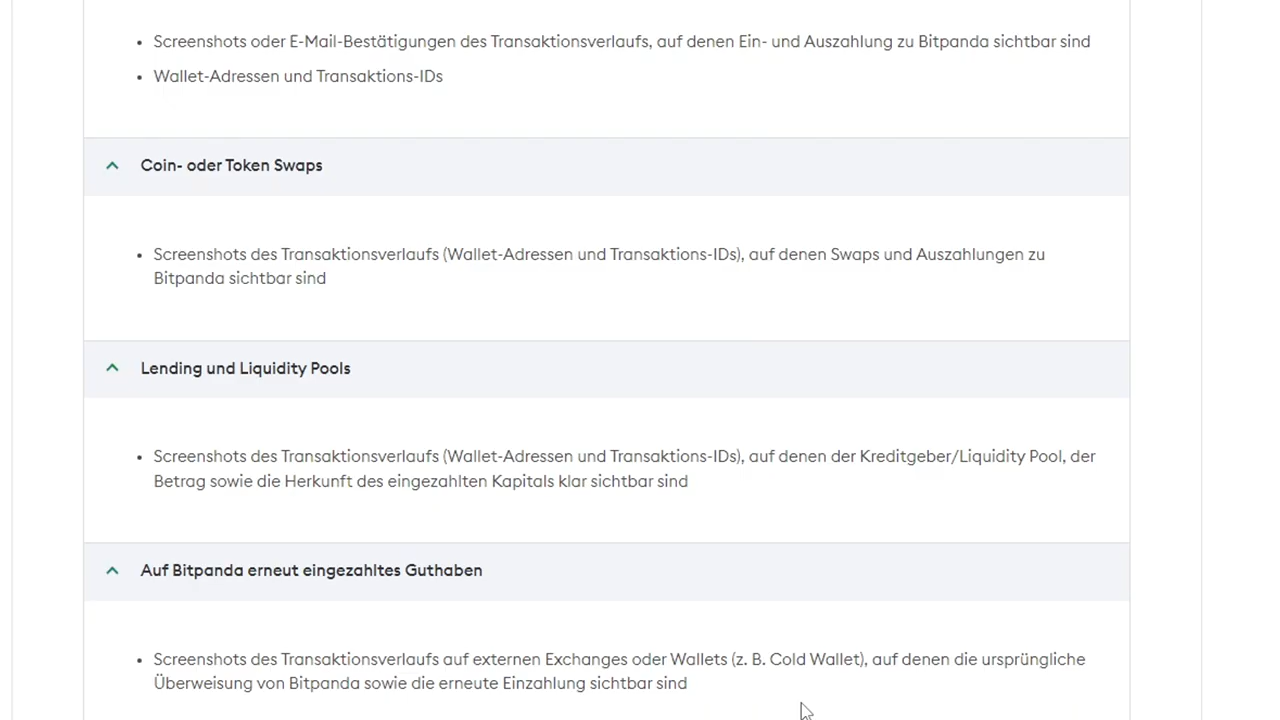 Screenshots oder E-Mail-Bestätigungen des Transaktionsverlaufs, auf denen Ein- und Auszahlung zu Bitpanda sichtbar sind
Wallet-Adressen und Transaktions-IDs
Coin- oder Token Swaps
Screenshots des Transaktionsverlaufs (Wallet-Adressen und Transaktions-IDs), auf denen Swaps und Auszahlungen zu
Bitpanda sichtbar sind
Lending und Liquidity Pools
Screenshots des Transaktionsverlaufs (Wallet-Adressen und Transaktions-IDs), auf denen der Kreditgeber/Liquidity Pool, der
Betrag sowie die Herkunft des eingezahlten Kapitals klar sichtbar sind
Auf Bitpanda erneut eingezahltes Guthaben
Screenshots des Transaktionsverlaufs auf externen Exchanges oder Wallets (z. B. Cold Wallet), auf denen die ursprüngliche
Überweisung von Bitpanda sowie die erneute Einzahlung sichtbar sind